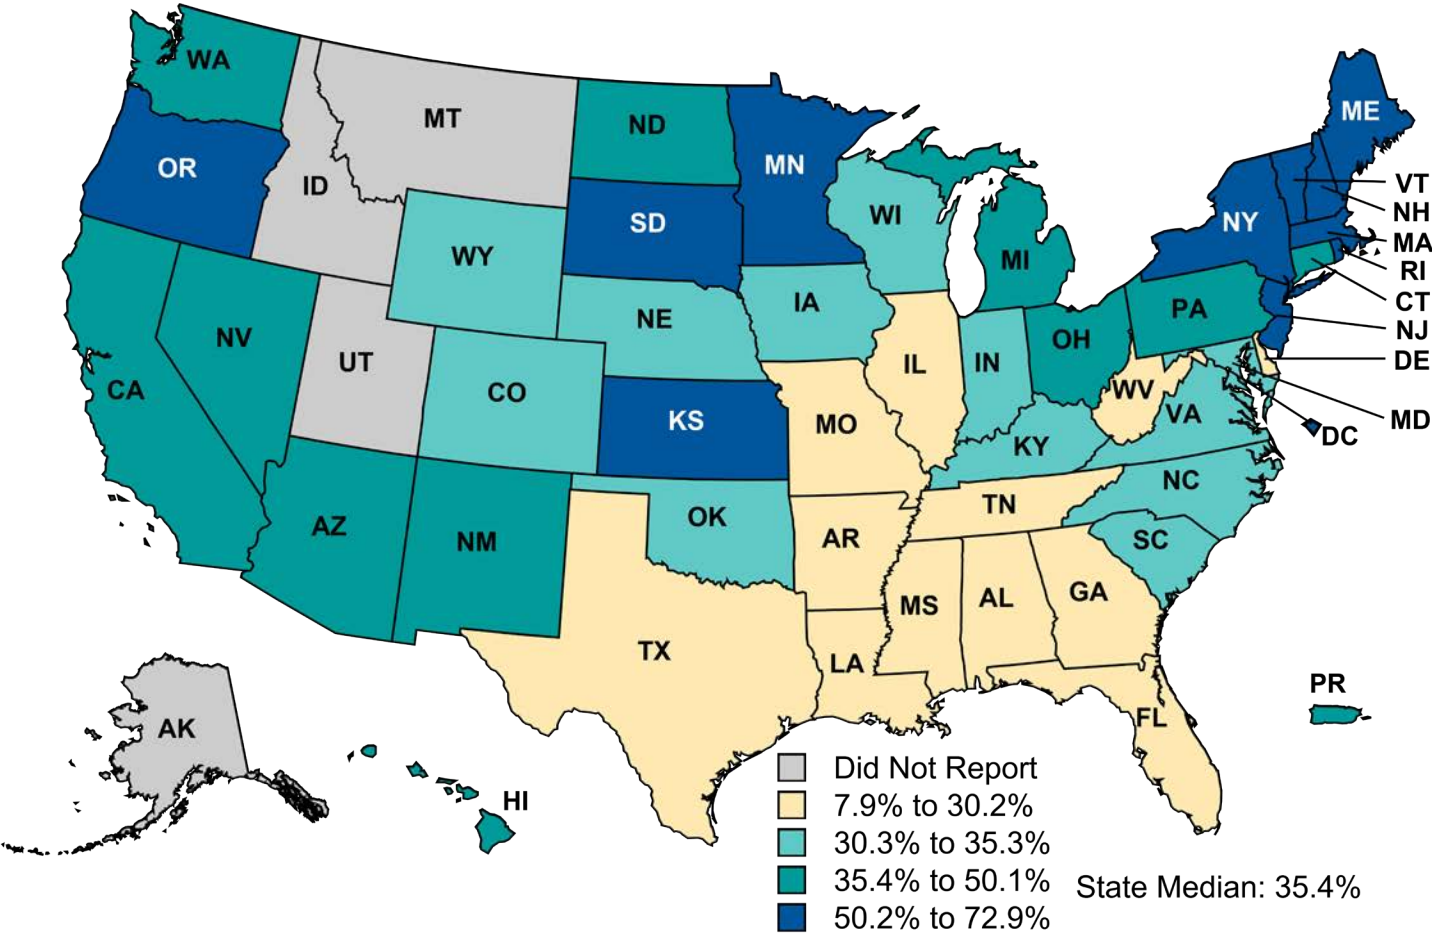 WA
MT
ND
ME
OR
ID
MN
VT
NH
SD
WI
NY
MA
WY
MI
RI
IA
CT
NE
PA
NV
OH
NJ
UT
IL
IN
DE
CA
CO
WV
KS
MO
VA
MD
DC
KY
NC
TN
OK
AZ
NM
AR
SC
MS
AL
GA
TX
LA
PR
FL
AK
HI
Did Not Report
7.9% to 30.2%
30.3% to 35.3%
35.4% to 50.1%
State Median: 35.4%
50.2% to 72.9%